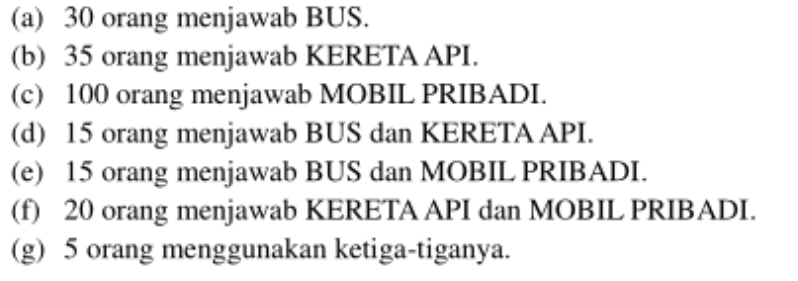 (a) 30 orang menjawab BUS.
(b) 35 orang menjawab KERETA API.
(c) 100 orang menjawab MOBIL PRIBADI.
(d) 15 orang menjawab BUS dan KERETA API.
(e) 15 orang menjawab BUS dan MOBIL PRIBADI.
(f) 20 orang menjawab KERETA API dan MOBIL PRIBADI.
(g) 5 orang menggunakan ketiga-tiganya.